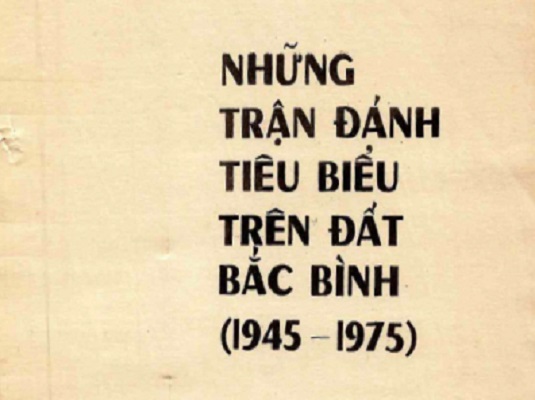 NHỮNG
TRẬN ĐÁNH
TIÊU BIỂU
TRÊN ĐẤT
BẮC BÌNH
(1945 – 1975)